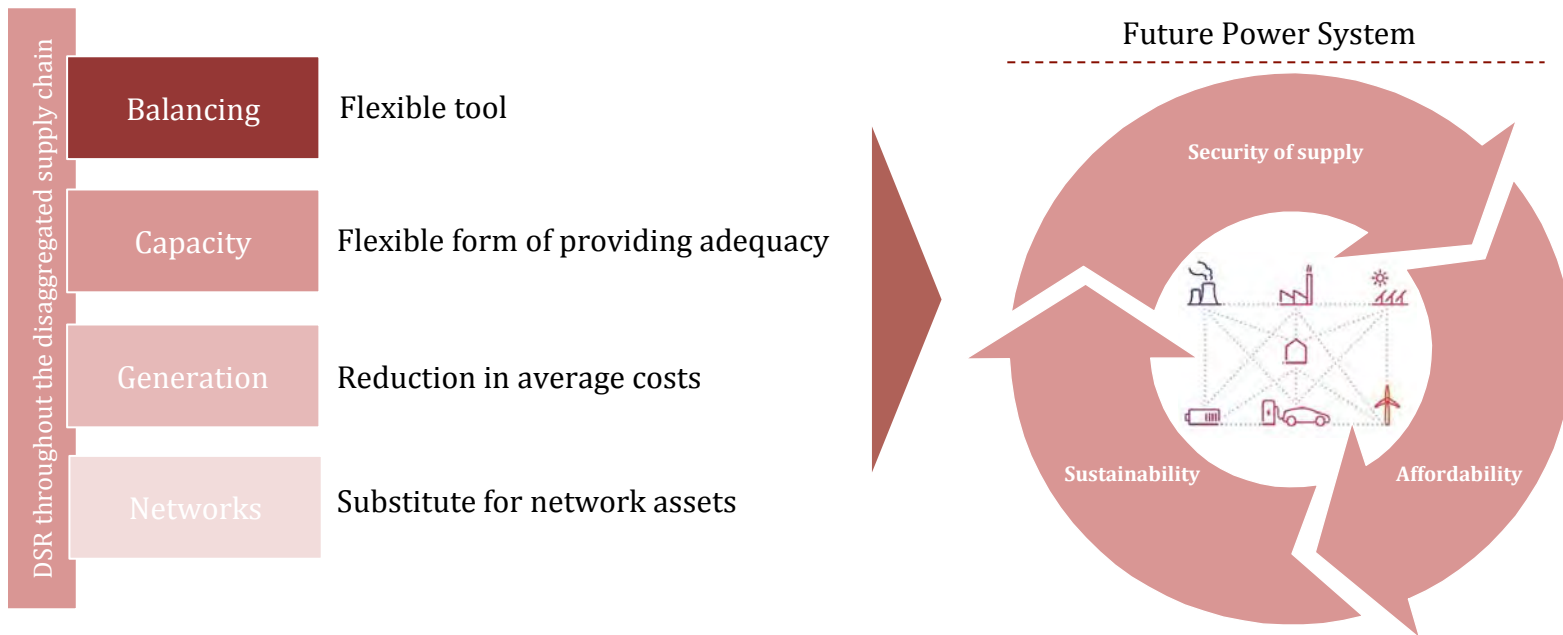 DSR throughout the disaggregated supply chain
Balancing
Flexible tool
Capacity
Flexible form of providing adequacy
Generation
Reduction in average costs
Networks
Substitute for network assets
Future Power System
Security of supply
Sustainability
Affordability